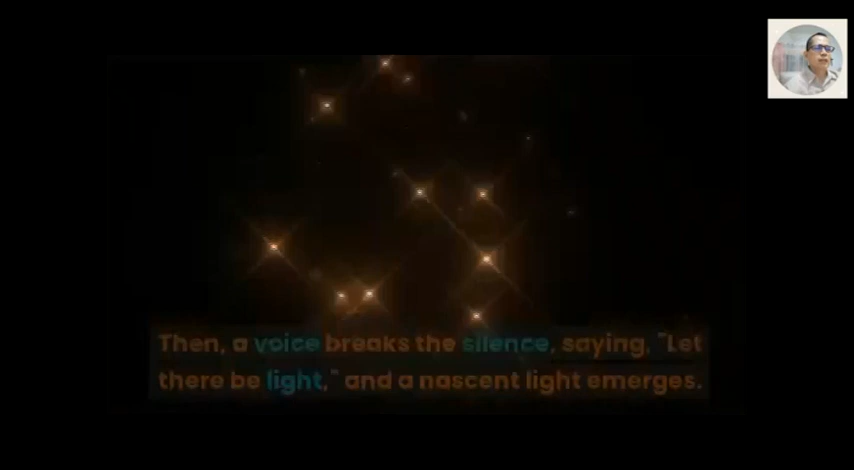 Then, a voice breaks the silence, saying, "Let
there be light," and a nascent light emerges.